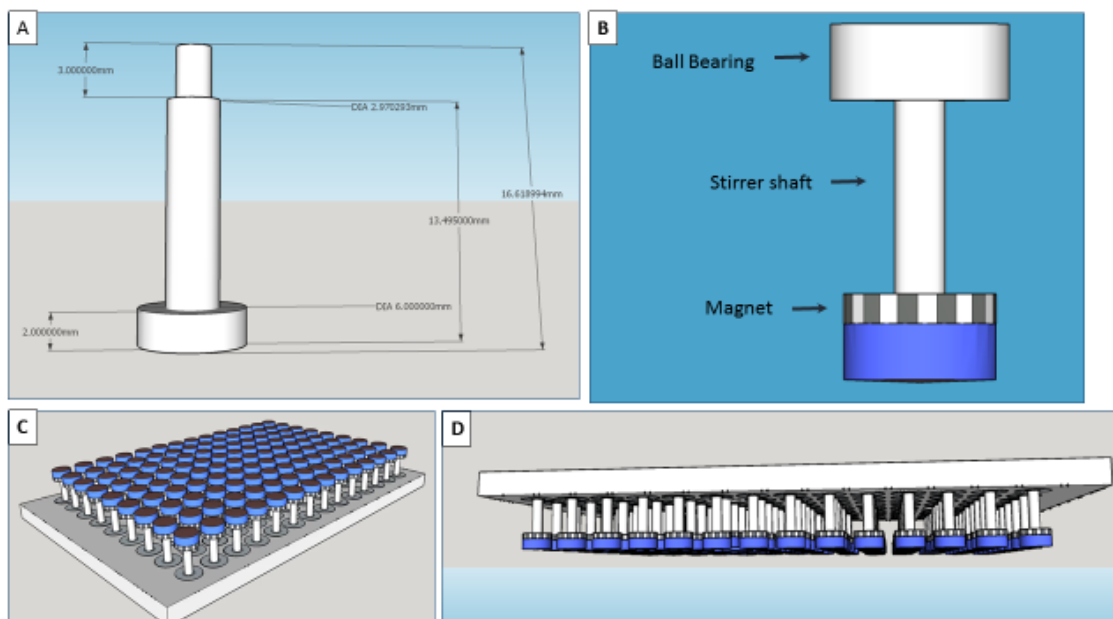 A
3.000000mm
DIA 2.970293mm
16.618994mm
13.495000mm
DIA 6.000000mm
2.000000mm
B
Ball Bearing
Stirrer shaft
Magnet
C
D